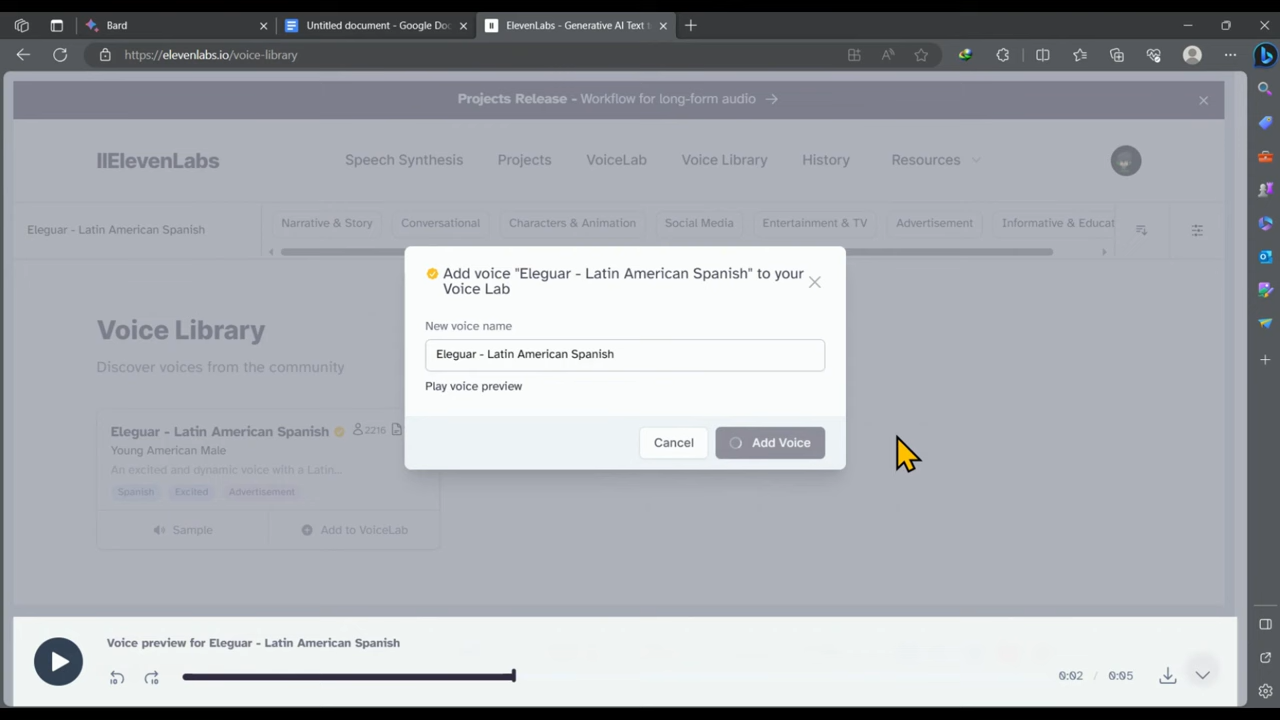 Bard
Untitled document - Google Doc
ElevenLabs - Generative AI Text t
https://elevenlabs.io/voice-library
Projects Release - Workflow for long-form audio →
IIElevenLabs
Speech Synthesis
Projects
VoiceLab
Voice Library
History
Resources
Eleguar - Latin American Spanish
Narrative & Story
Conversational
Characters & Animation
Social Media
Entertainment & TV
Advertisement
Informative & Educat
Add voice "Eleguar - Latin American Spanish" to your
Voice Lab
New voice name
Eleguar - Latin American Spanish
Play voice preview
Cancel
Add Voice
Voice Library
Discover voices from the community
Eleguar - Latin American Spanish
2216
Young American Male
An excited and dynamic voice with a Latin...
Spanish
Excited
Advertisement
Sample
Add to VoiceLab
Voice preview for Eleguar - Latin American Spanish
10
10
0:02 / 0:05